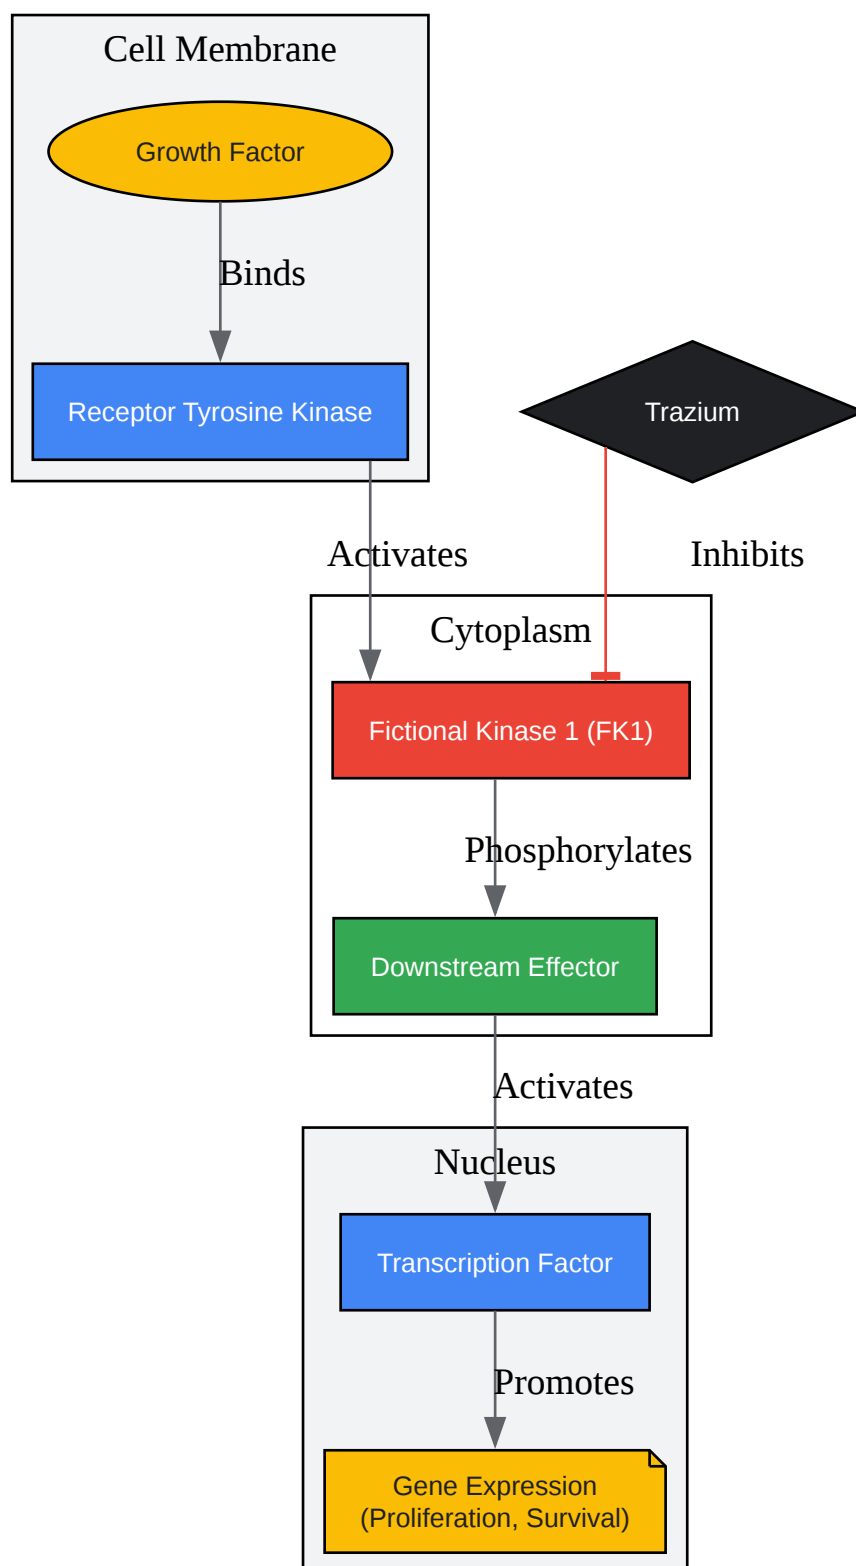 Cell Membrane
Growth Factor
Binds
Receptor Tyrosine Kinase
Trazium
Activates
Inhibits
Cytoplasm
Fictional Kinase 1 (FK1)
Phosphorylates
Downstream Effector
Activates
Nucleus
Transcription Factor
Promotes
Gene Expression
(Proliferation, Survival)